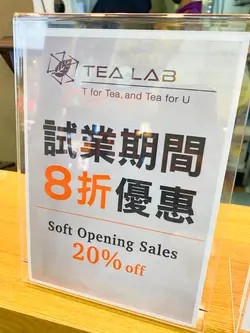 TEA LAB
T for Tea, and Tea for U
試業期間
8折優惠
Soft Opening Sales
20% off